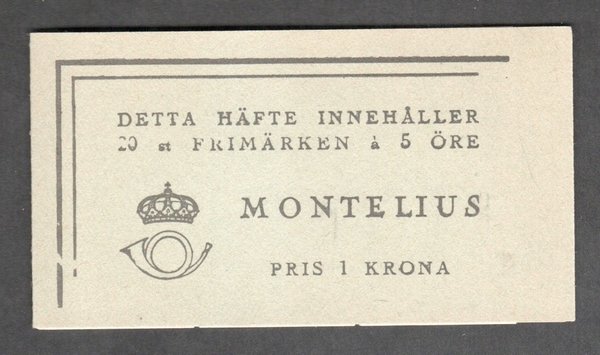 DETTA HÄFTE INNEHÅLLER
20 st FRIMÄRKEN à 5 ÖRE
MONTELIUS
PRIS 1 KRONA